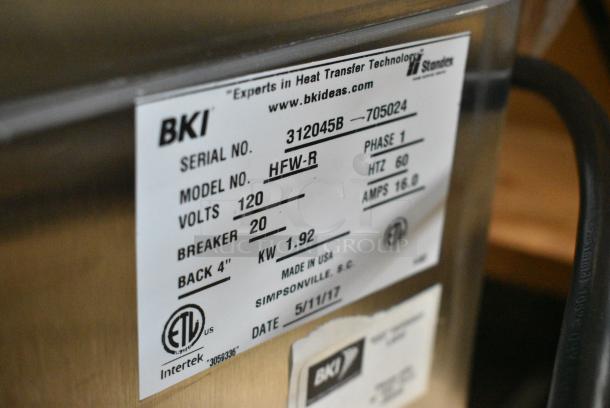 "Experts in Heat Transfer Technology"
Standex
www.bkideas.com
BKI
SERIAL NO. 312045B -705024
MODEL NO. HFW-R PHASE 1
VOLTS 120 HTZ 60
BREAKER 20 AMPS 16.0
BACK 4" KW 1.92
MADE IN USA
SIMPSONVILLE, S.C.
DATE 5/11/17
ETL US
Intertek "3059336"
BKI